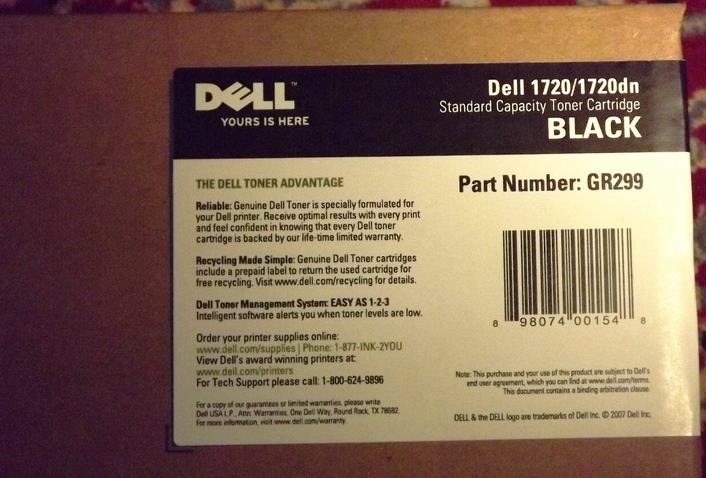 DELL™
YOURS IS HERE
Dell 1720/1720dn
Standard Capacity Toner Cartridge
BLACK
THE DELL TONER ADVANTAGE
Reliable: Genuine Dell Toner is specially formulated for
your Dell printer. Receive optimal results with every print
and feel confident in knowing that every Dell toner
cartridge is backed by our life-time limited warranty.
Recycling Made Simple: Genuine Dell Toner cartridges
include a prepaid label to return the used cartridge for
free recycling. Visit www.dell.com/recycling for details.
Dell Toner Management System: EASY AS 1-2-3
Intelligent software alerts you when toner levels are low.
Order your printer supplies online:
www.dell.com/supplies | Phone: 1-877-INK-2YOU
View Dell's award winning printers at:
www.dell.com/printers
For Tech Support please call: 1-800-624-9896
For a copy of our guarantees or limited warranties, please write
Dell USA L.P., Attn: Warranties, One Dell Way, Round Rock, TX 78682.
For more information, visit www.dell.com/warranty.
Part Number: GR299
8 98074 00154 8
Note: This purchase and your use of this product are subject to Dell's
end user agreement, which you can find at www.dell.com/terms.
This document contains a binding arbitration clause.
DELL & the DELL logo are trademarks of Dell Inc. © 2007 Dell Inc.